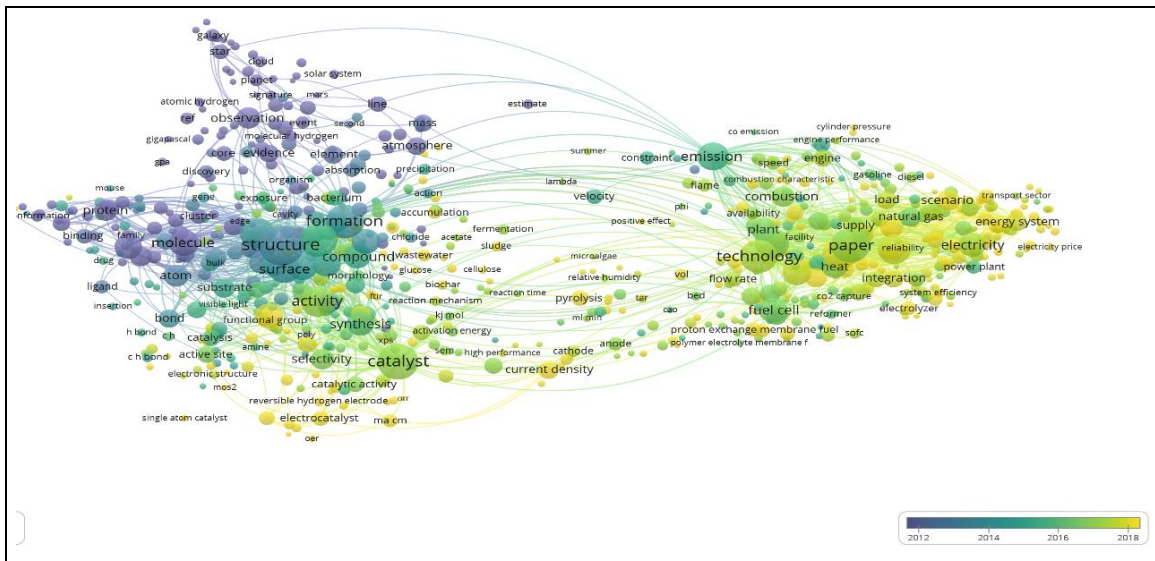 galaxy
star
cloud
planet
solar system
signature
mars
atomic hydrogen
line
estimate
ref
observation
event
second
mass
molecular hydrogen
gigapascal
core
evidence
element
atmosphere
gpa
discovery
absorption
precipitation
organism
mouse
gene
exposure
bacterium
action
nformation
protein
cluster
edge
cavity
formation
accumulation
binding
family
molecule
structure
chloride
acetate
fermentation
sludge
drug
bulk
surface
compound
wastewater
atom
morphology
glucose
cellulose
ligand
substrate
biochar
insertion
visible light
activity
ftir
reaction mechanism
reaction time
bond
functional group
synthesis
kj mol
h bond
c h
catalysis
poly
xps
activation energy
c h bond
active site
amine
selectivity
sem
high performance
catalyst
electronic structure
mos2
catalytic activity
current density
reversible hydrogen electrode
orr
single atom catalyst
electrocatalyst
ma cm
oer
co emission
cylinder pressure
engine performance
summer
constraint
emission
speed
engine
lambda
flame
combustion characteristic
gasoline
diesel
velocity
combustion
load
scenario
transport sector
phi
availability
natural gas
energy system
positive effect
plant
supply
facility
paper
reliability
electricity
electricity price
microalgae
technology
heat
power plant
relative humidity
vol
flow rate
integration
system efficiency
pyrolysis
tar
bed
co2 capture
ml min
cao
fuel cell
reformer
electrolyzer
anode
proton exchange membrane fuel
sofc
cathode
polymer electrolyte membrane f
2012
2014
2016
2018